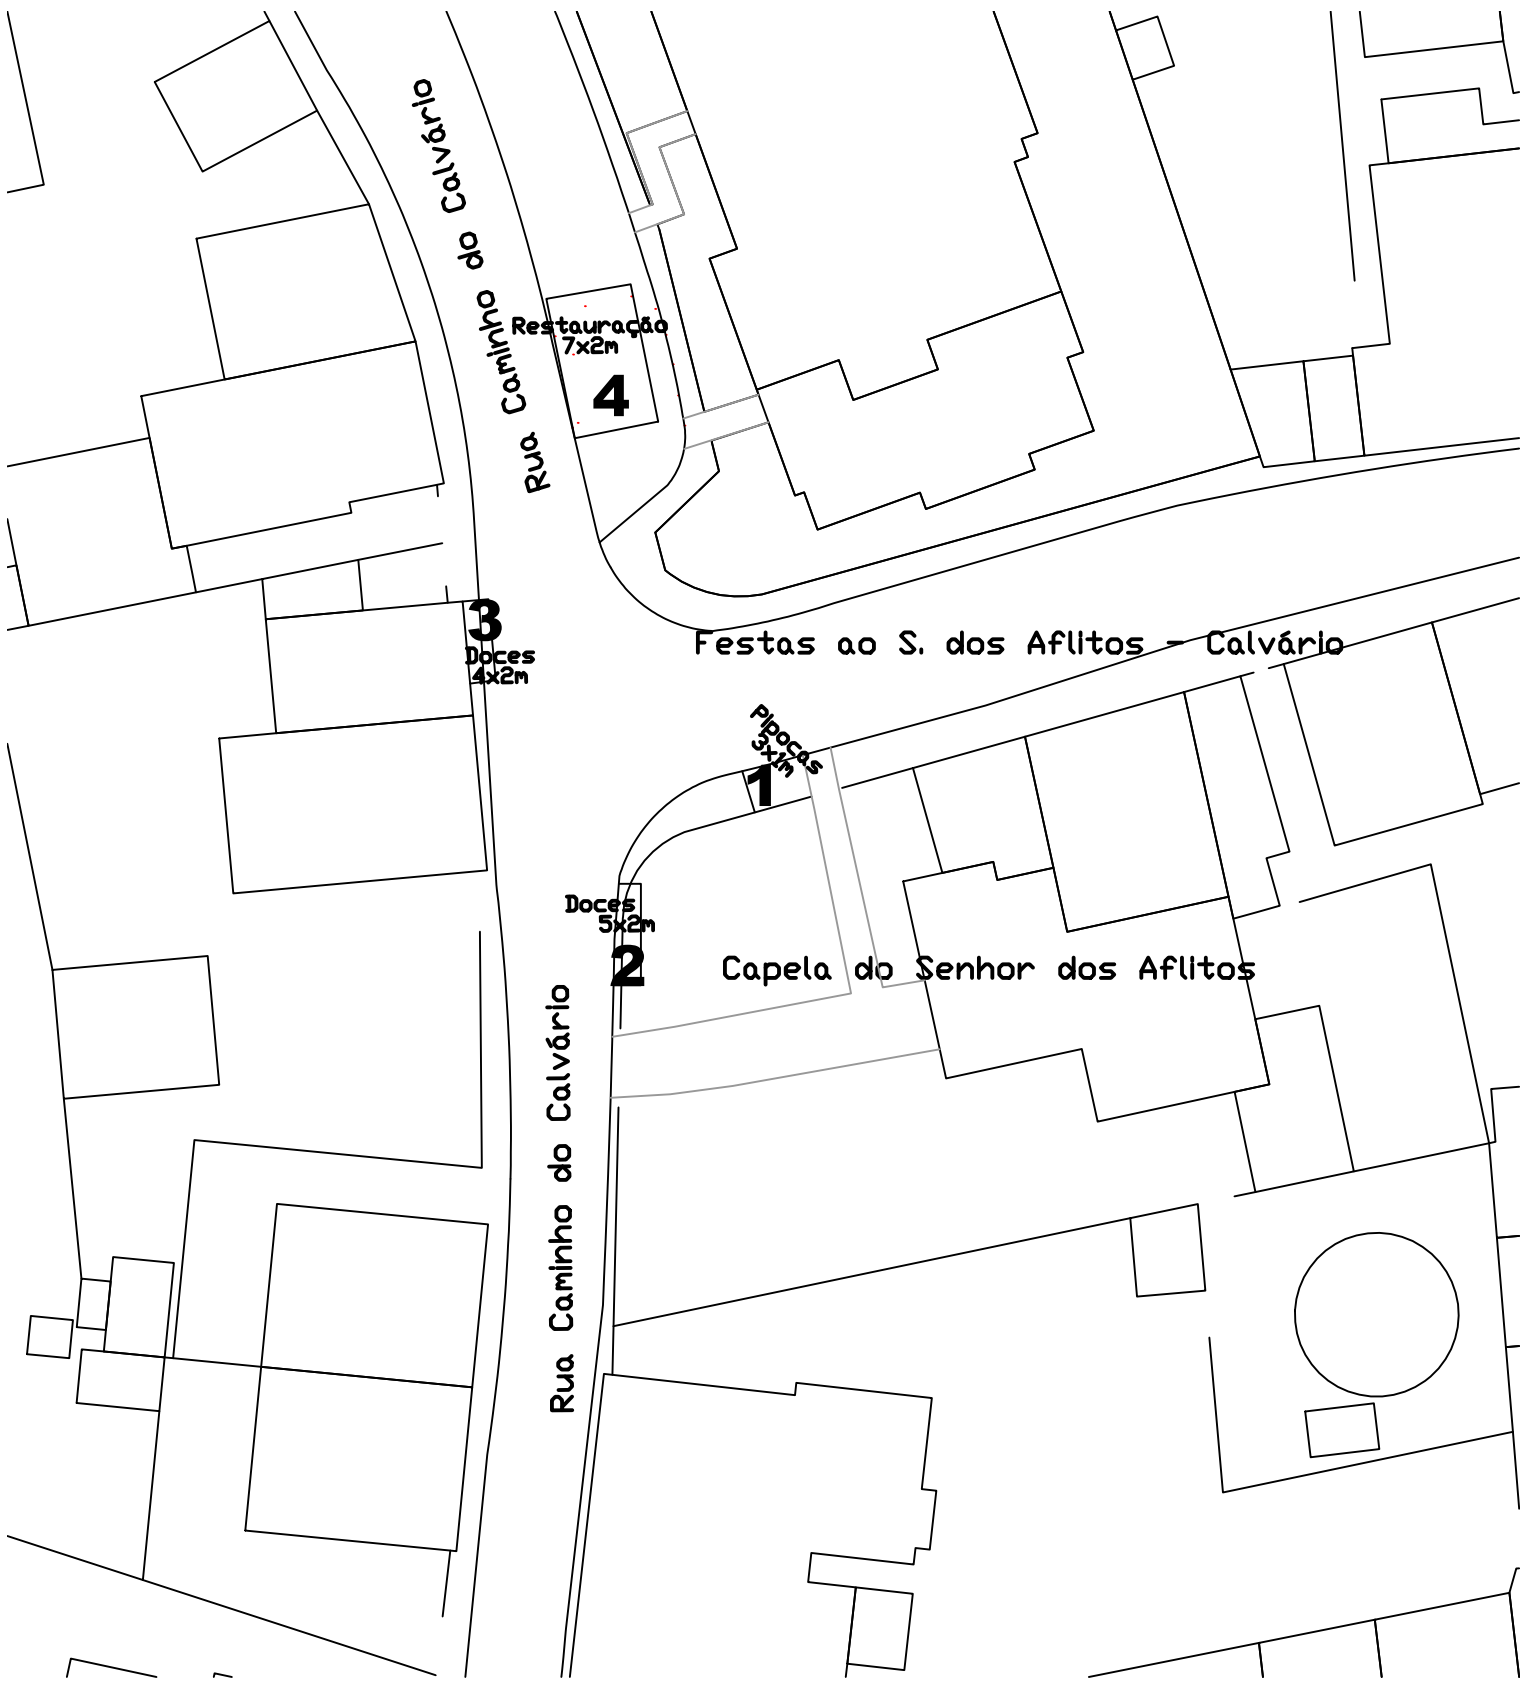 Rua Caminho do Calvário
Restauração
7x2m
4
3
Doces
4x2m
Festas ao S. dos Aflitos - Calvário
Pipocas
3x1m
1
Doces
5x2m
2
Capela do Senhor dos Aflitos
Rua Caminho do Calvário